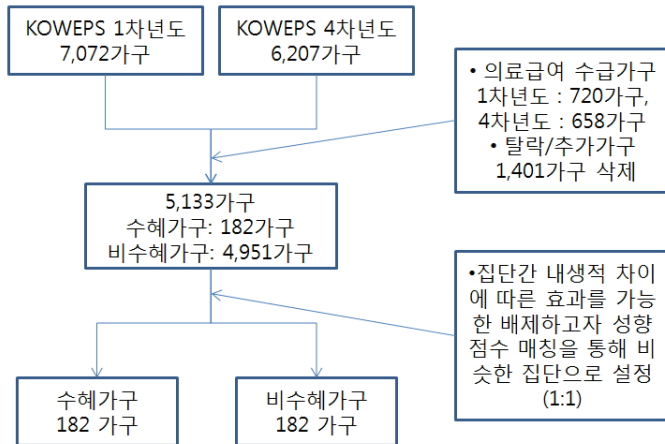 KOWEPS 1차년도
7,072가구
KOWEPS 4차년도
6,207가구
• 의료급여 수급가구
1차년도 : 720가구,
4차년도 : 658가구
• 탈락/추가가구
1,401가구 삭제
5,133가구
수혜가구: 182가구
비수혜가구: 4,951가구
•집단간 내생적 차이
에 따른 효과를 가능
한 배제하고자 성향
점수 매칭을 통해 비
슷한 집단으로 설정
(1:1)
수혜가구
182 가구
비수혜가구
182 가구